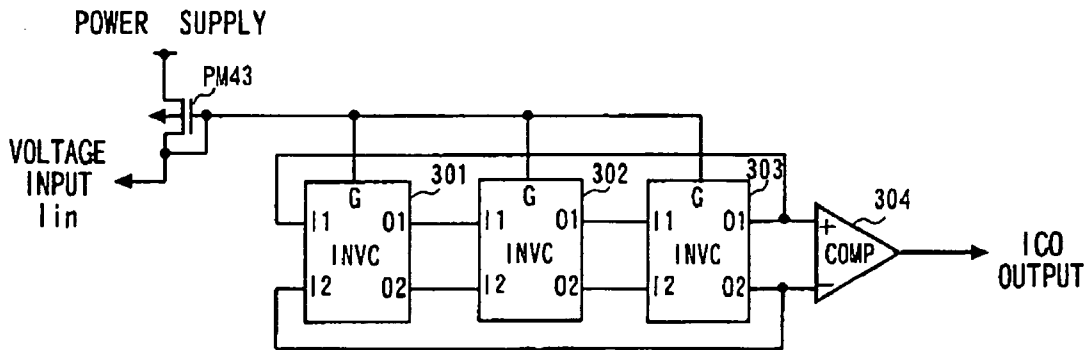 POWER SUPPLY
PM43
VOLTAGE
INPUT
Iin
301
302
303
304
G
G
G
I1
O1
I1
O1
I1
O1
+
INVC
INVC
INVC
COMP
I2
O2
I2
O2
I2
O2
−
ICO
OUTPUT